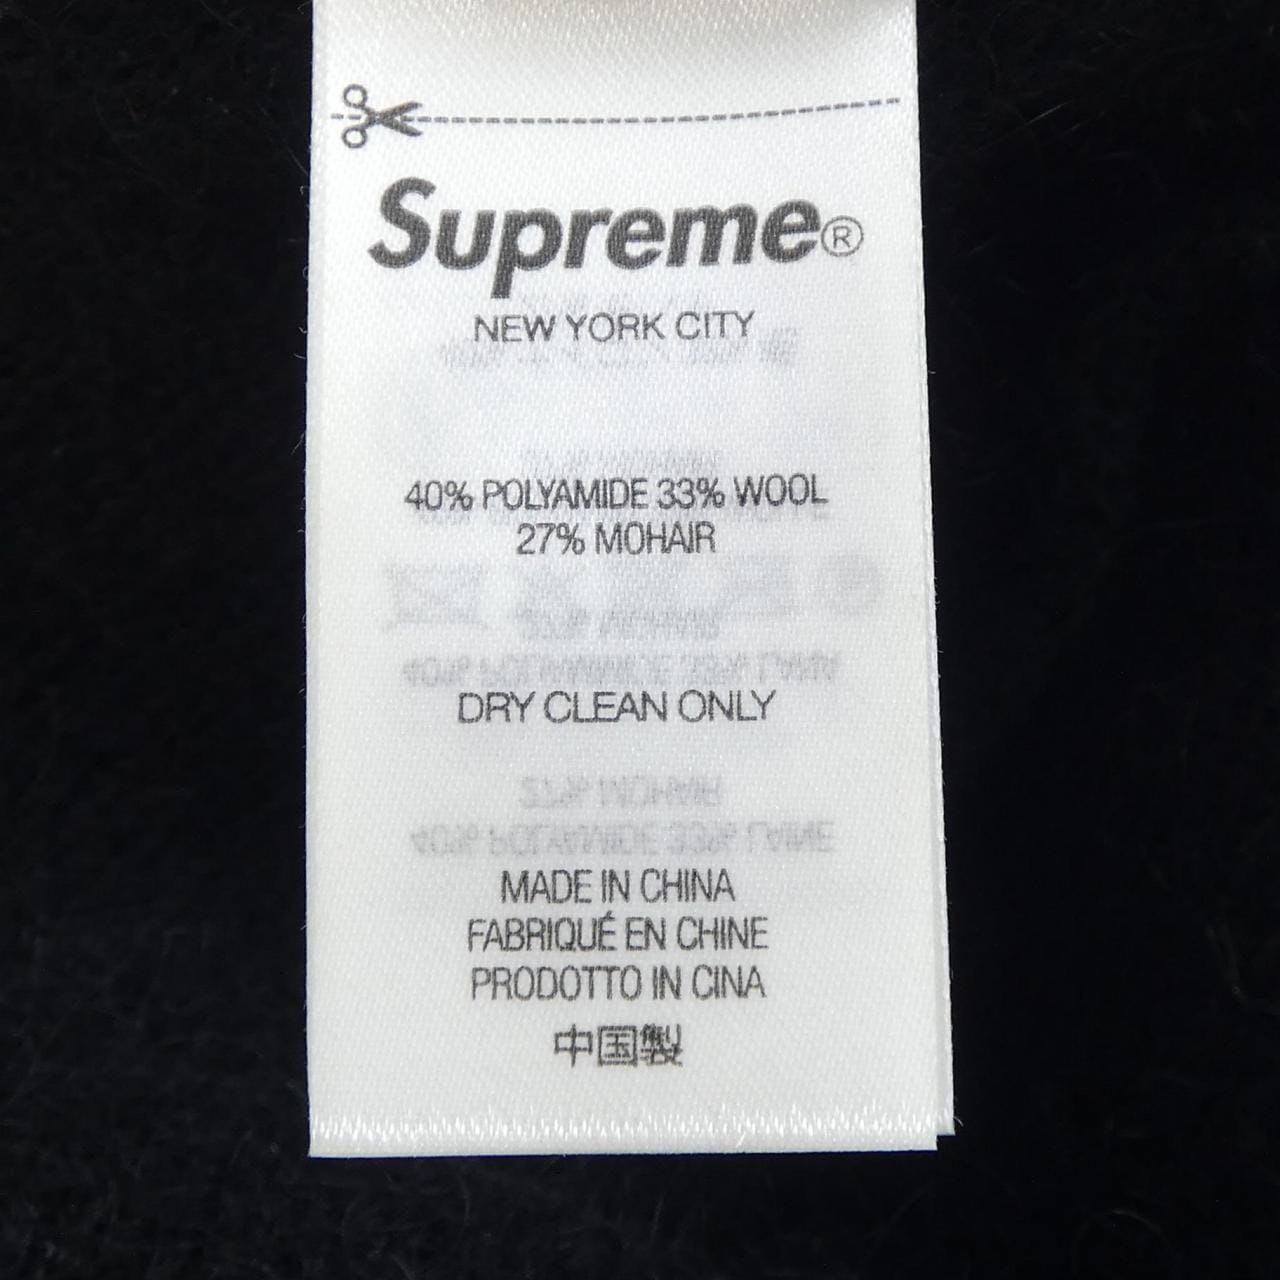 Supreme®
NEW YORK CITY
40% POLYAMIDE 33% WOOL
27% MOHAIR
DRY CLEAN ONLY
MADE IN CHINA
FABRIQUÉ EN CHINE
PRODOTTO IN CINA
中国製